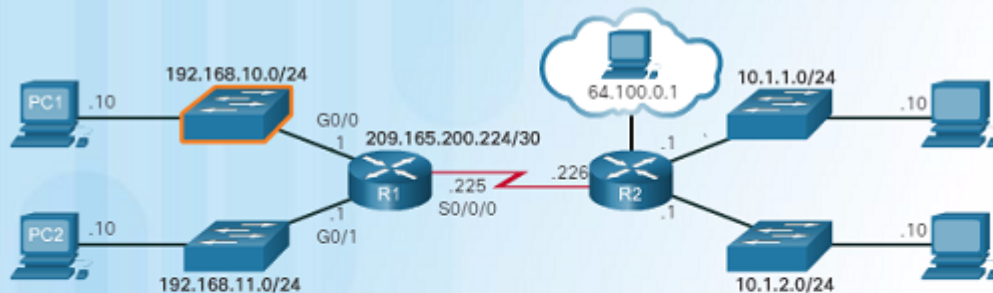 192.168.10.0/24
PC1
.10
G0/0
1
209.165.200.224/30
64.100.0.1
10.1.1.0/24
.10
.1
R1
.225
S0/0/0
.226
R2
.1
PC2
.10
.1
G0/1
192.168.11.0/24
.10
10.1.2.0/24